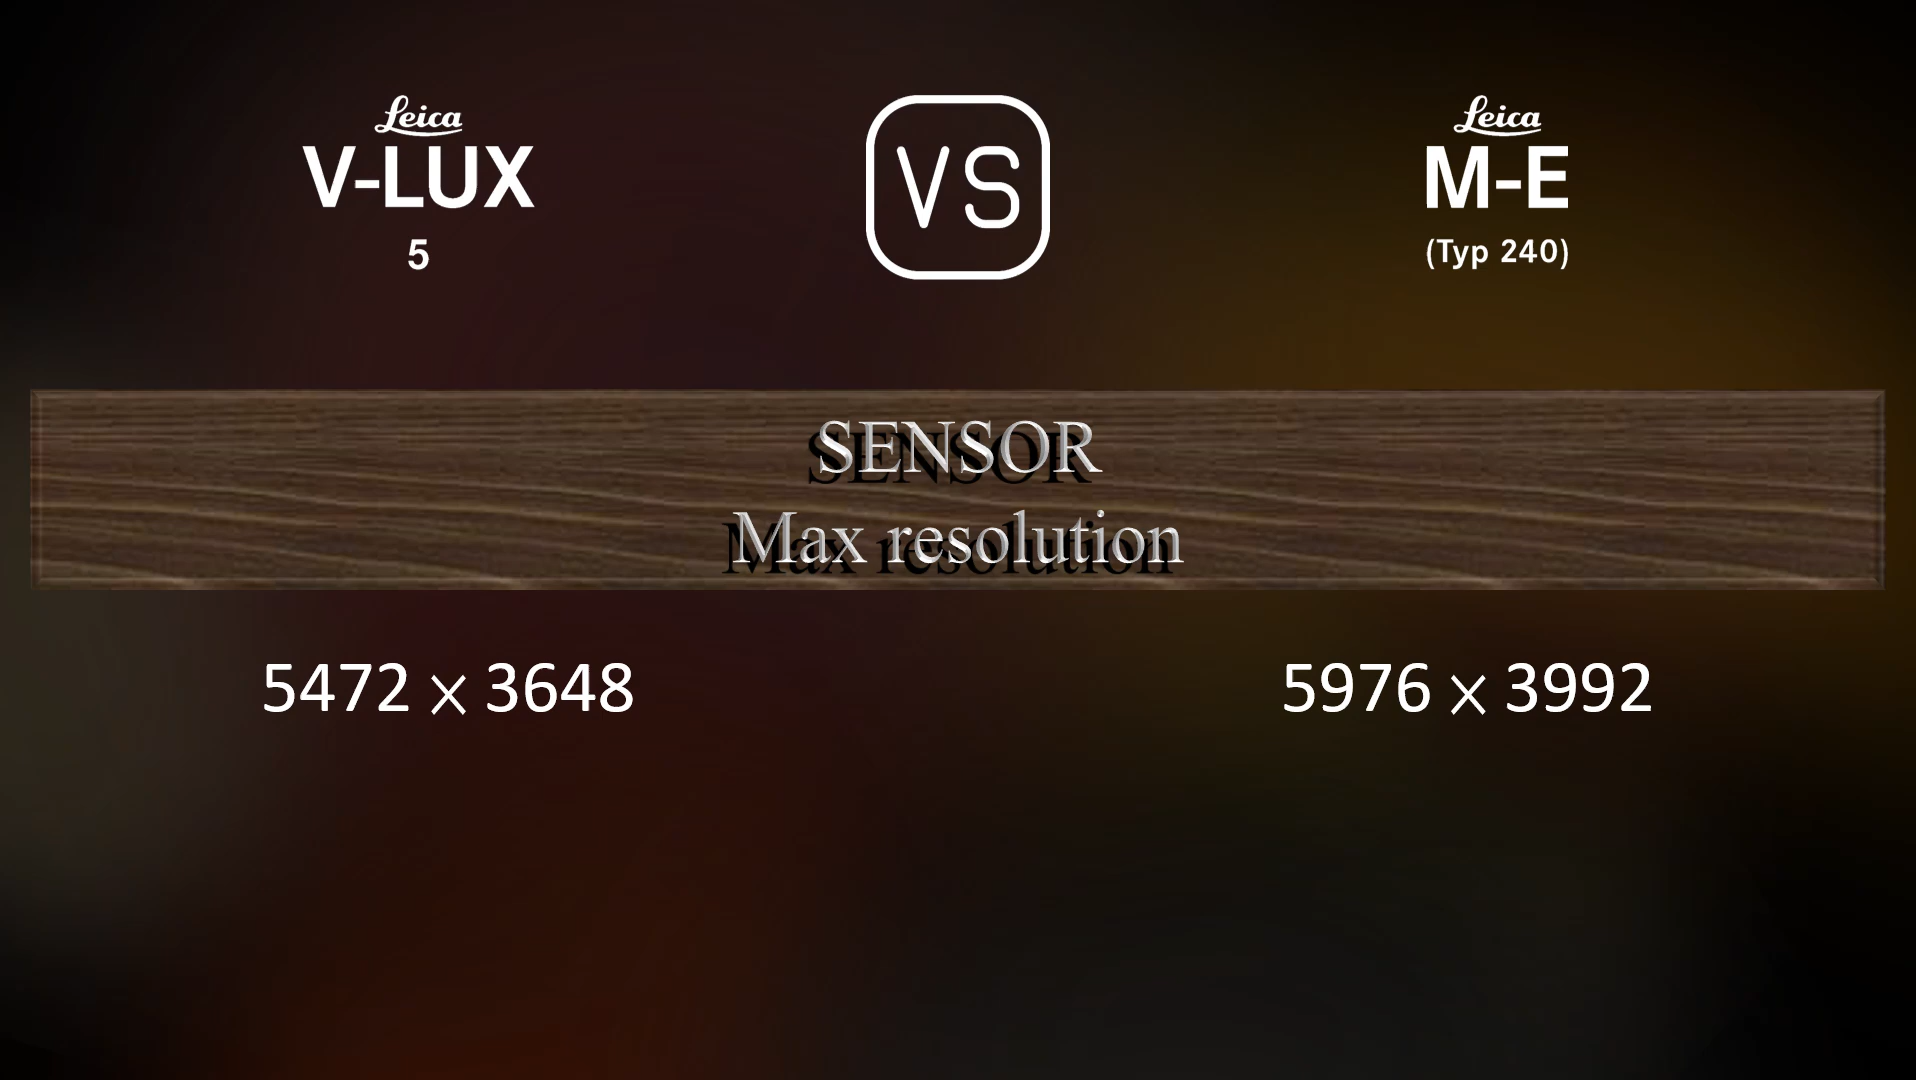 Leica
V-LUX
5
VS
Leica
M-E
(Typ 240)
SENSOR
Max resolution
5472 x 3648
5976 x 3992